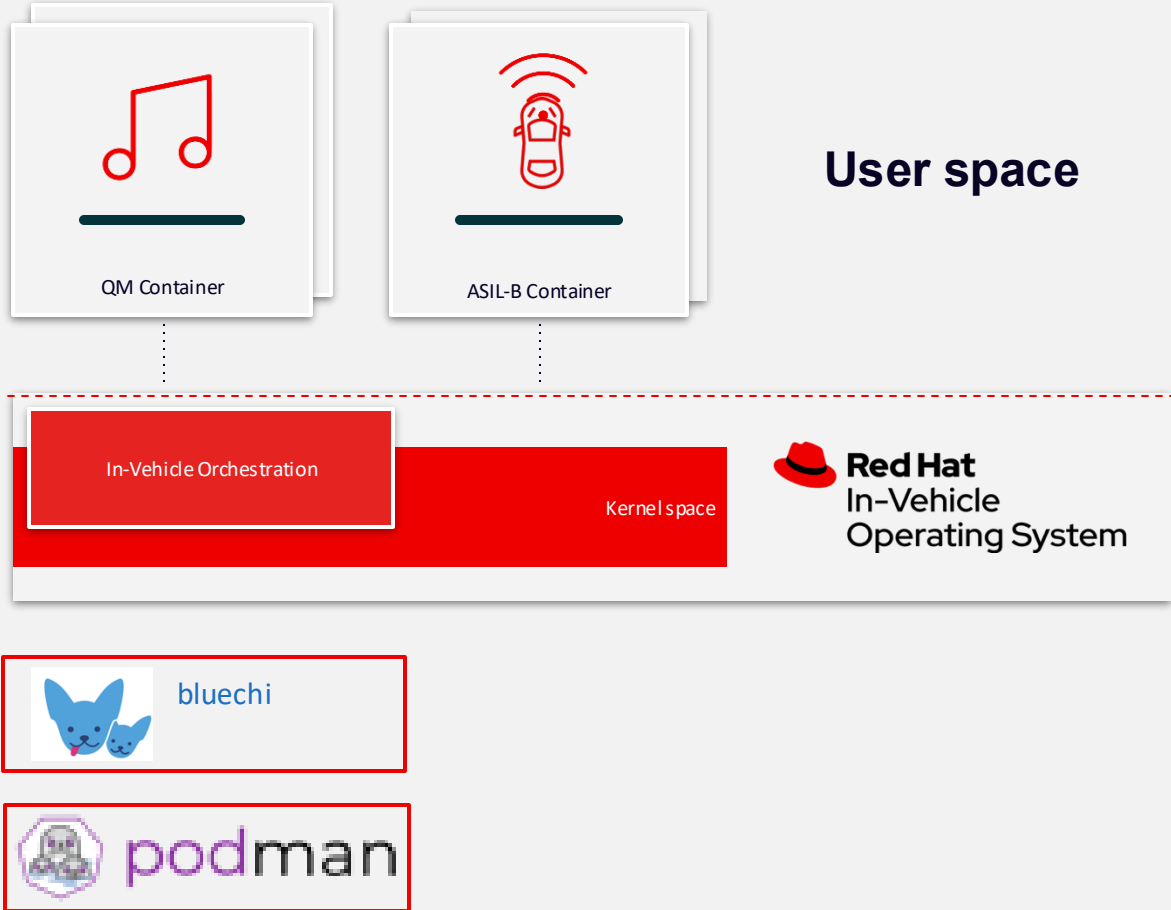 User space
QM Container
ASIL-B Container
In-Vehicle Orchestration
Kernel space
Red Hat
In-Vehicle
Operating System
bluechi
podman